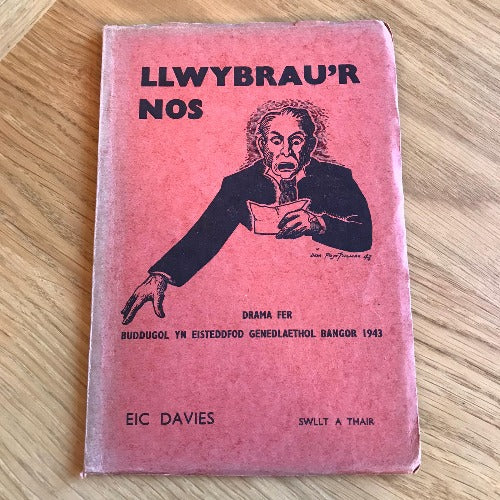 LLWYBRAU'R
NOS
DRAMA FER
BUDDUGOL YN EISTEDDFOD GENEDLAETHOL BANGOR 1943
EIC DAVIES
SWLLT A THAIR